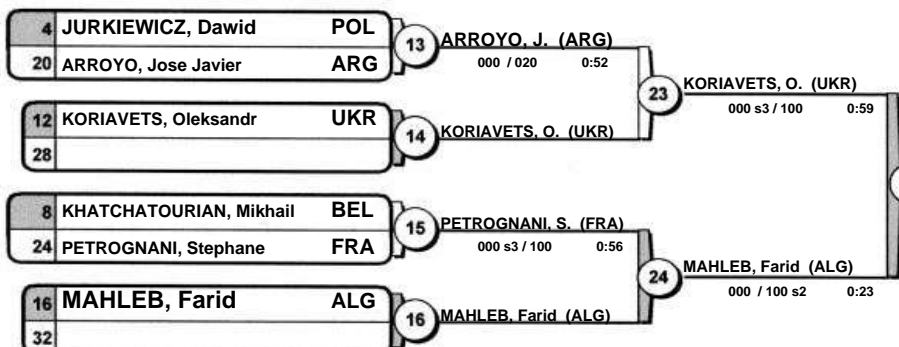 4 JURKIEWICZ, Dawid POL
20 ARROYO, Jose Javier ARG
13
ARROYO, J. (ARG)
000 / 020 0:52
12 KORIAVETS, Oleksandr UKR
28
14
KORIAVETS, O. (UKR)
23
KORIAVETS, O. (UKR)
000 s3 / 100 0:59
8 KHATCHATOURIAN, Mikhail BEL
24 PETROGNANI, Stephane FRA
15
PETROGNANI, S. (FRA)
000 s3 / 100 0:56
16 MAHLEB, Farid ALG
32
16
MAHLEB, Farid (ALG)
24
MAHLEB, Farid (ALG)
000 / 100 s2 0:23